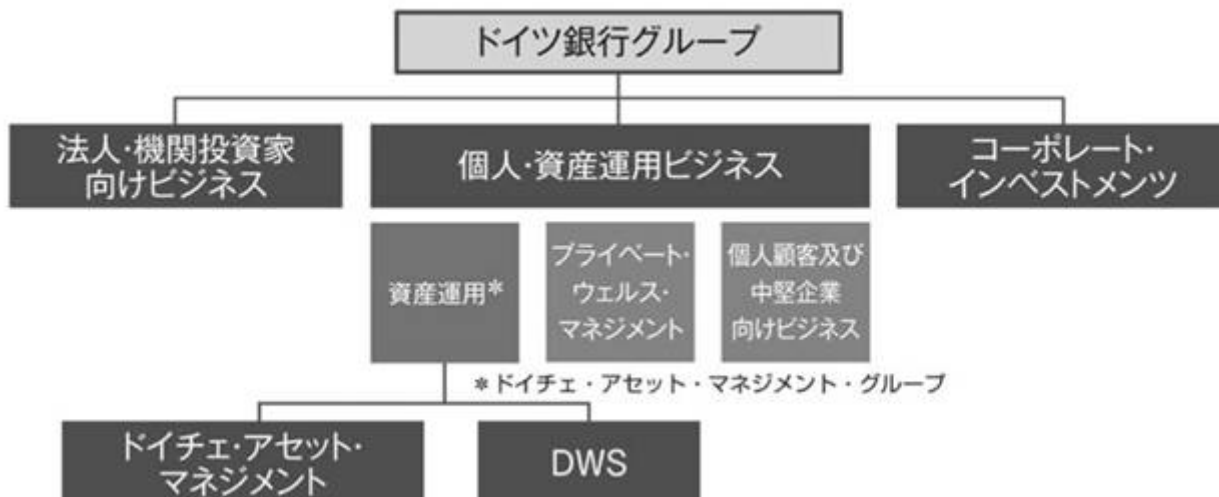 ドイツ銀行グループ
法人・機関投資家
向けビジネス
個人・資産運用ビジネス
コーポレート・
インベストメンツ
資産運用*
プライベート・
ウェルス・
マネジメント
個人顧客及び
中堅企業
向けビジネス
*ドイチェ・アセット・マネジメント・グループ
ドイチェ・アセット・
マネジメント
DWS